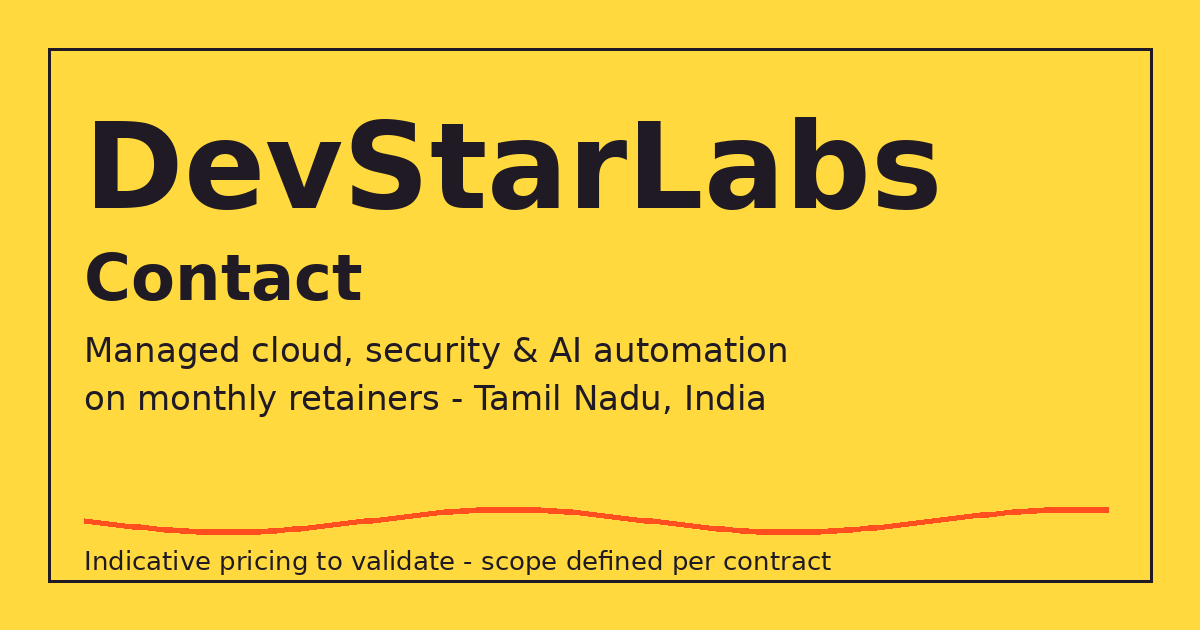 DevStarLabs
Contact
Managed cloud, security & AI automation
on monthly retainers - Tamil Nadu, India
Indicative pricing to validate - scope defined per contract